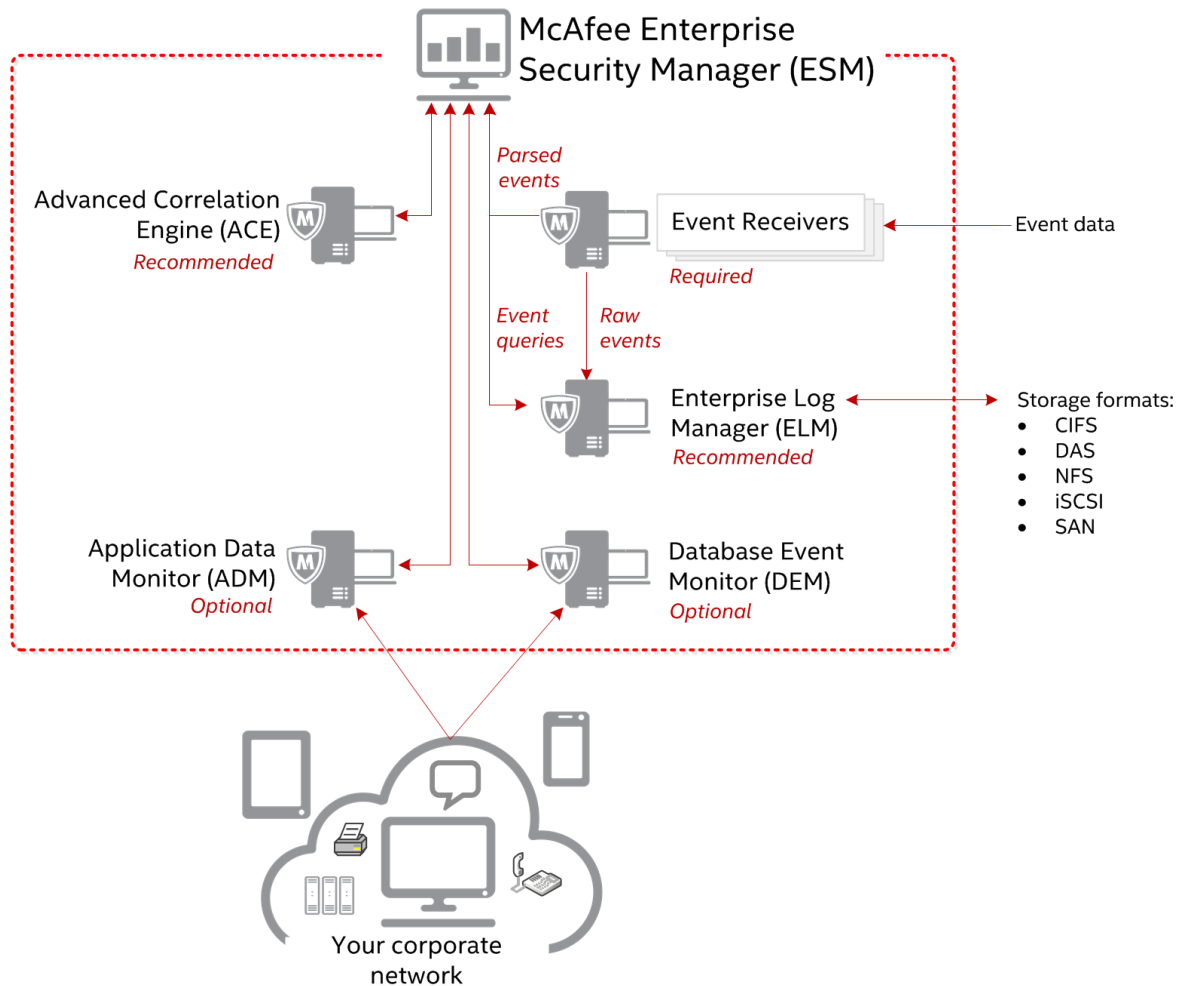 McAfee Enterprise
Security Manager (ESM)
Parsed
events
Advanced Correlation
Engine (ACE)
Recommended
Event Receivers
Required
Event data
Event
queries
Raw
events
Enterprise Log
Manager (ELM)
Recommended
Storage formats:
• CIFS
• DAS
• NFS
• iSCSI
• SAN
Application Data
Monitor (ADM)
Optional
Database Event
Monitor (DEM)
Optional
Your corporate
network